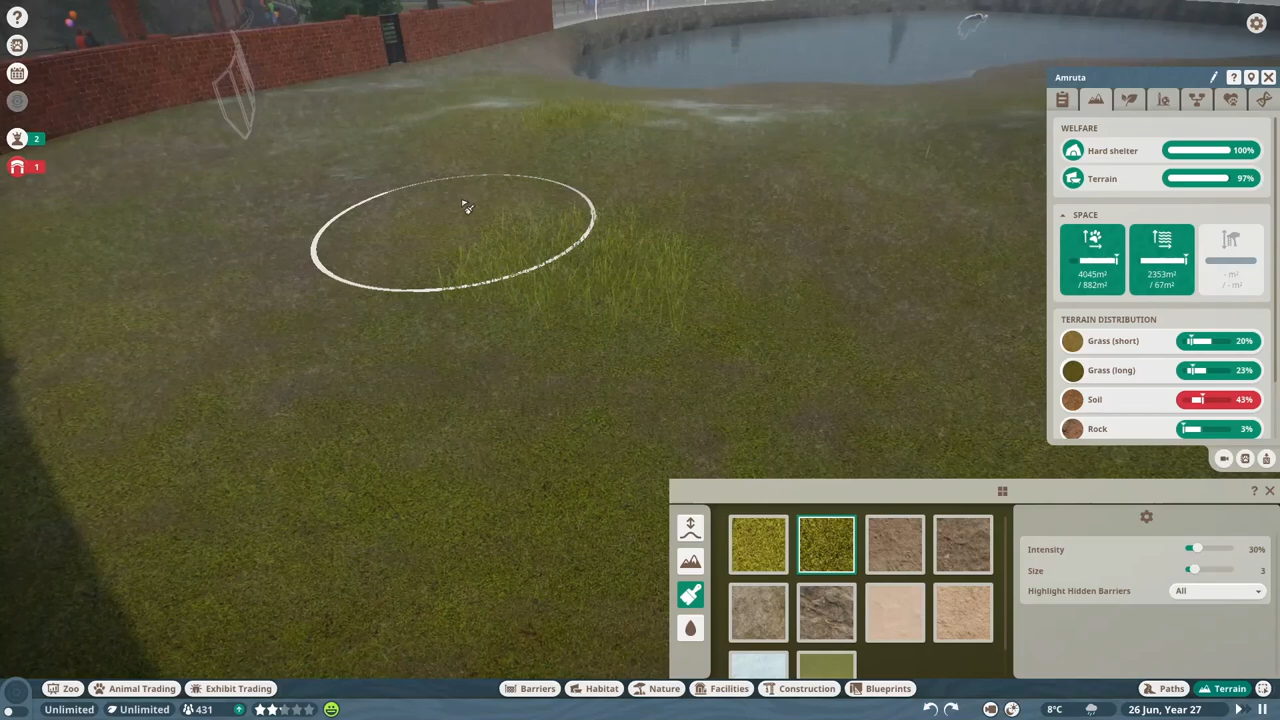 Amruta
?
WELFARE
Hard shelter 100%
Terrain 97%
SPACE
4045m² / 882m²
2353m² / 67m²
- m² / - m²
TERRAIN DISTRIBUTION
Grass (short) 20%
Grass (long) 23%
Soil 43%
Rock 3%
?
2
1
?
Intensity 30%
Size 3
Highlight Hidden Barriers All
Zoo Animal Trading Exhibit Trading Barriers Habitat Nature Facilities Construction Blueprints Paths Terrain
Unlimited Unlimited 431 8°C 26 Jun, Year 27